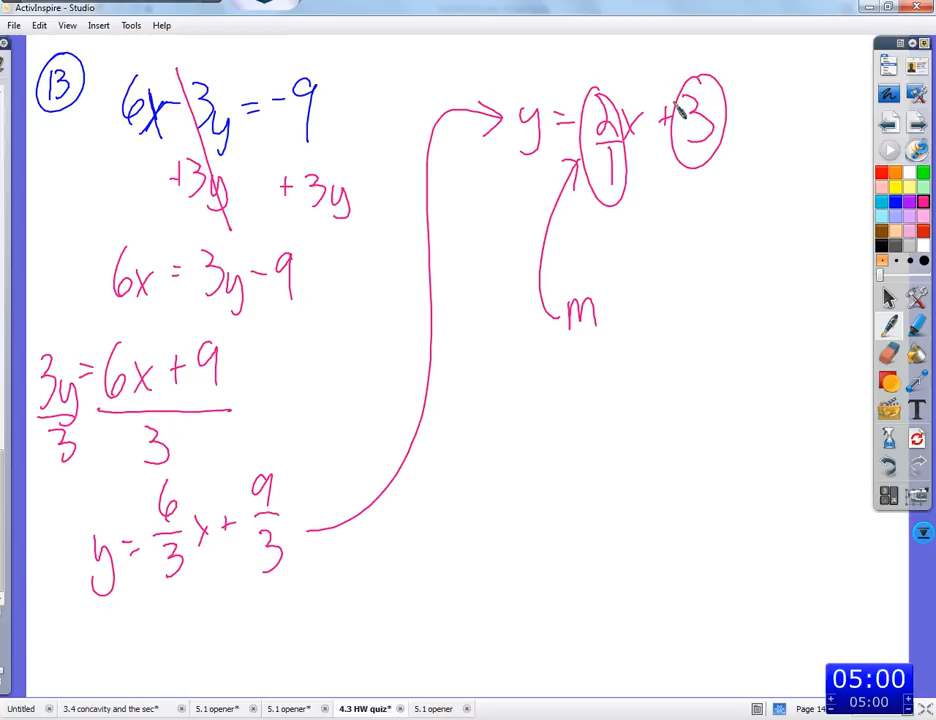 ActivInspire - Studio
File Edit View Insert Tools Help
13
6x - 3y = -9
+3y +3y
6x = 3y - 9
3y = 6x + 9
3 3
y = 6/3 x + 9/3
y = 2/1 x + 3
m
T
05:00
05:00
Untitled 3.4 concavity and the sec* 5.1 opener* 5.1 opener* 4.3 HW quiz* 5.1 opener Page 14